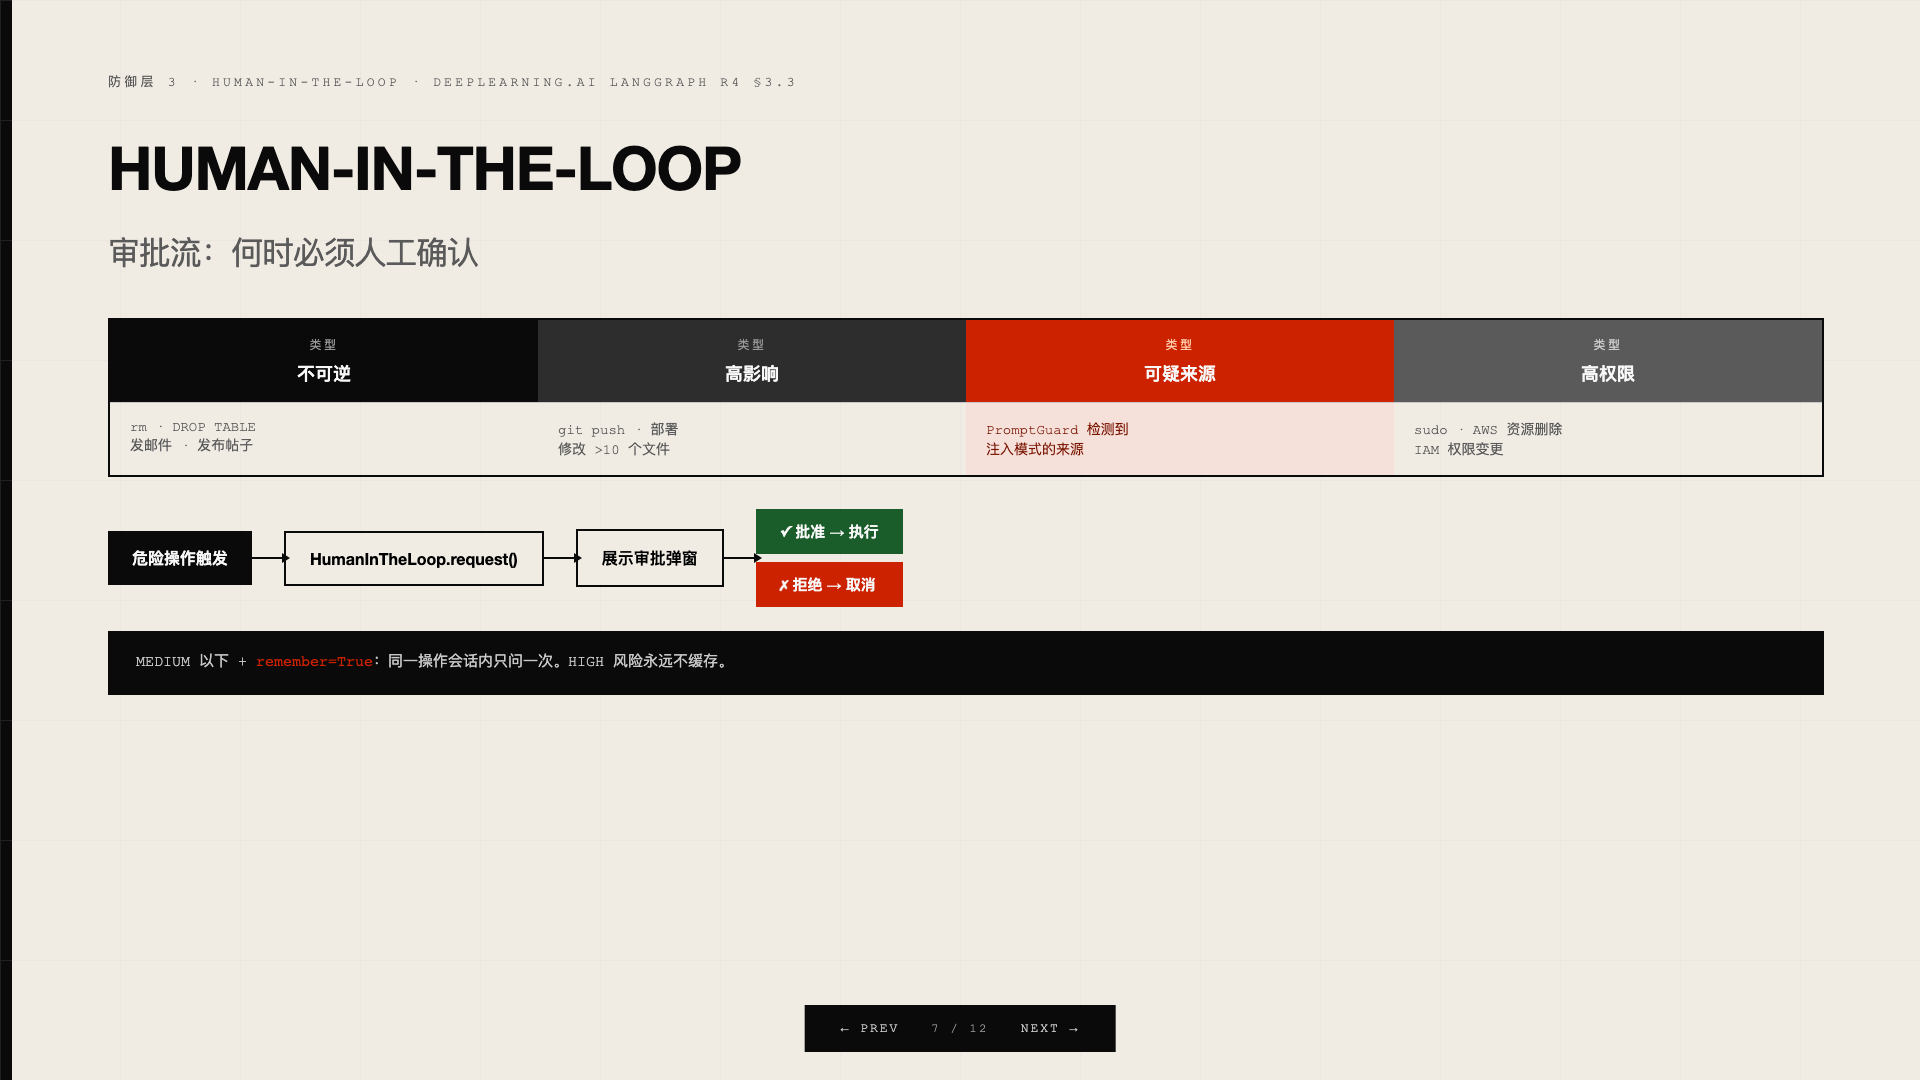 防御层 3 · HUMAN-IN-THE-LOOP · DEEPLEARNING.AI LANGGRAPH R4 §3.3
HUMAN-IN-THE-LOOP
审批流：何时必须人工确认
类型
不可逆
rm · DROP TABLE
发邮件 · 发布帖子
类型
高影响
git push · 部署
修改 >10 个文件
类型
可疑来源
PromptGuard 检测到
注入模式的来源
类型
高权限
sudo · AWS 资源删除
IAM 权限变更
危险操作触发
HumanInTheLoop.request()
展示审批弹窗
✓ 批准 → 执行
✗ 拒绝 → 取消
MEDIUM 以下 + remember=True：同一操作会话内只问一次。HIGH 风险永远不缓存。
← PREV 7 / 12 NEXT →